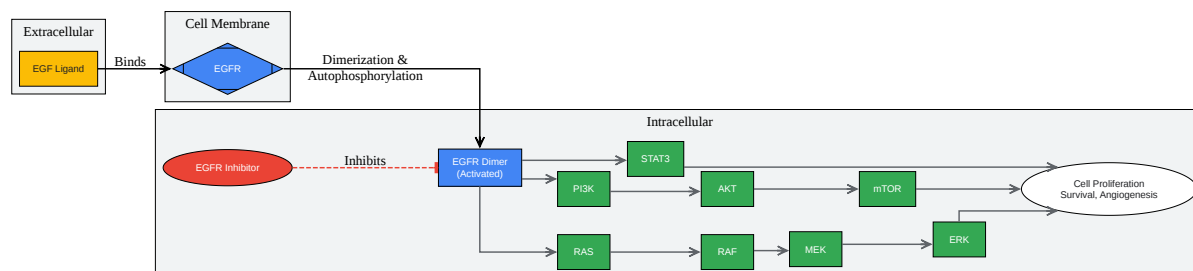 Extracellular
EGF Ligand
Binds
Cell Membrane
EGFR
Dimerization &
Autophosphorylation
Intracellular
EGFR Inhibitor
Inhibits
EGFR Dimer
(Activated)
STAT3
PI3K
AKT
mTOR
RAS
RAF
MEK
ERK
Cell Proliferation
Survival, Angiogenesis